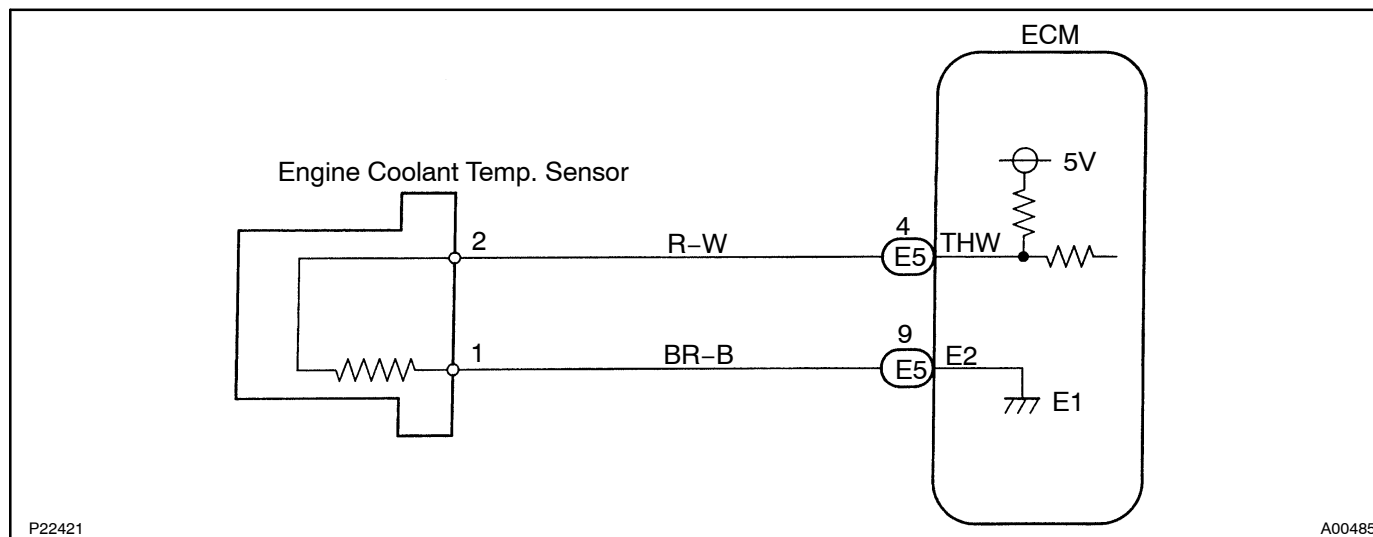 ECM
5V
Engine Coolant Temp. Sensor
2
R–W
4
E5
THW
1
BR–B
9
E5
E2
E1
P22421
A00485